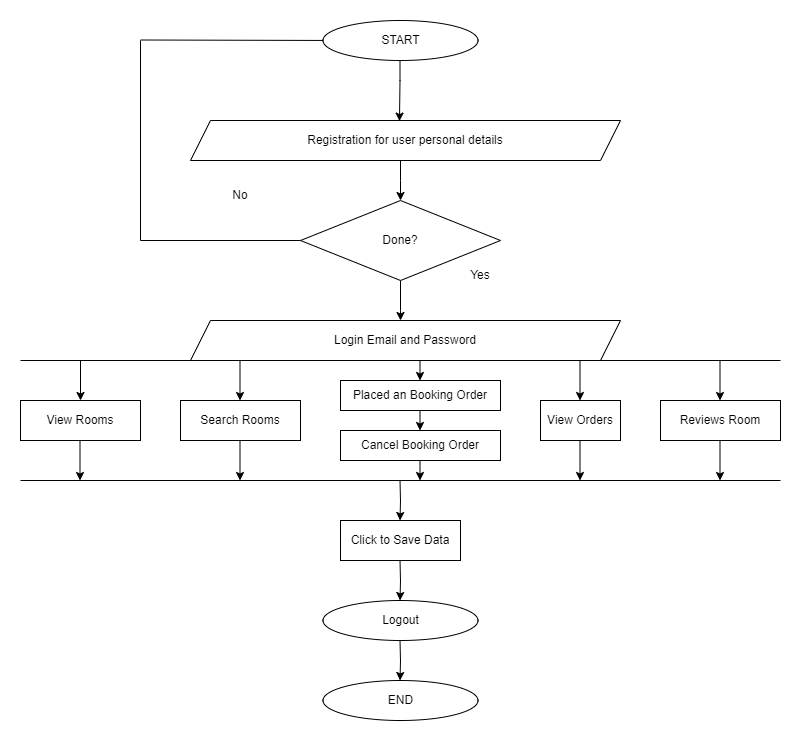 START
Registration for user personal details
No
Done?
Yes
Login Email and Password
View Rooms
Search Rooms
Placed an Booking Order
Cancel Booking Order
View Orders
Reviews Room
Click to Save Data
Logout
END